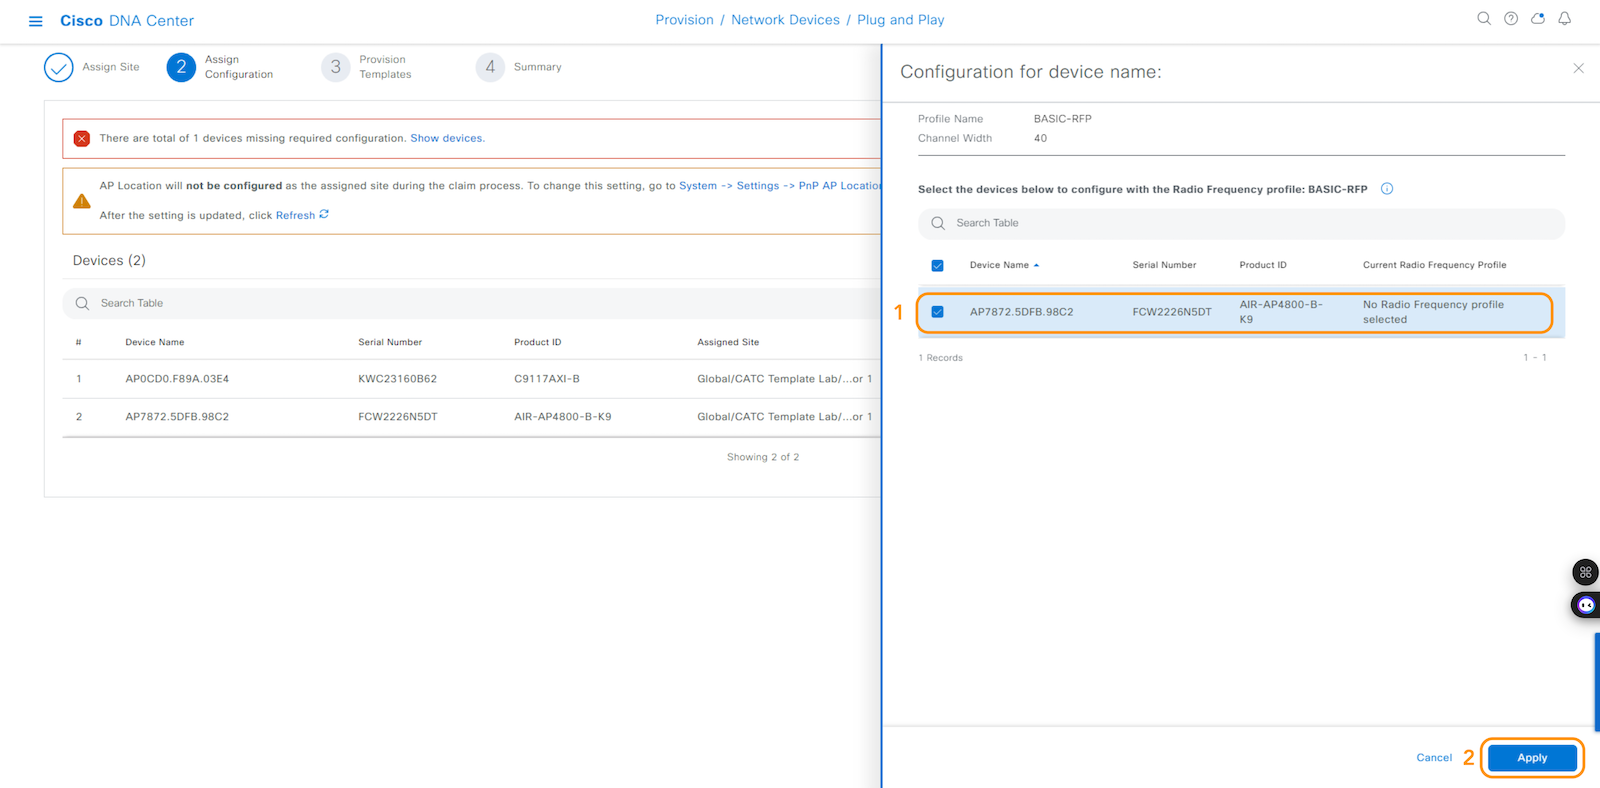 Cisco DNA Center
Provision / Network Devices / Plug and Play
Assign Site
2
Assign
Configuration
3
Provision
Templates
4
Summary
There are total of 1 devices missing required configuration. Show devices.
AP Location will not be configured as the assigned site during the claim process. To change this setting, go to System -> Settings -> PnP AP Location
After the setting is updated, click Refresh
Devices (2)
Search Table
# Device Name Serial Number Product ID Assigned Site
1 AP0CD0.F89A.03E4 KWC23160B62 C9117AXI-B Global/CATC Template Lab/...or 1
2 AP7872.5DFB.98C2 FCW2226N5DT AIR-AP4800-B-K9 Global/CATC Template Lab/...or 1
Showing 2 of 2
Configuration for device name:
Profile Name BASIC-RFP
Channel Width 40
Select the devices below to configure with the Radio Frequency profile: BASIC-RFP
Search Table
Device Name Serial Number Product ID Current Radio Frequency Profile
1
AP7872.5DFB.98C2 FCW2226N5DT
AIR-AP4800-B-
K9
No Radio Frequency profile
selected
1 Records 1 - 1
Cancel 2 Apply